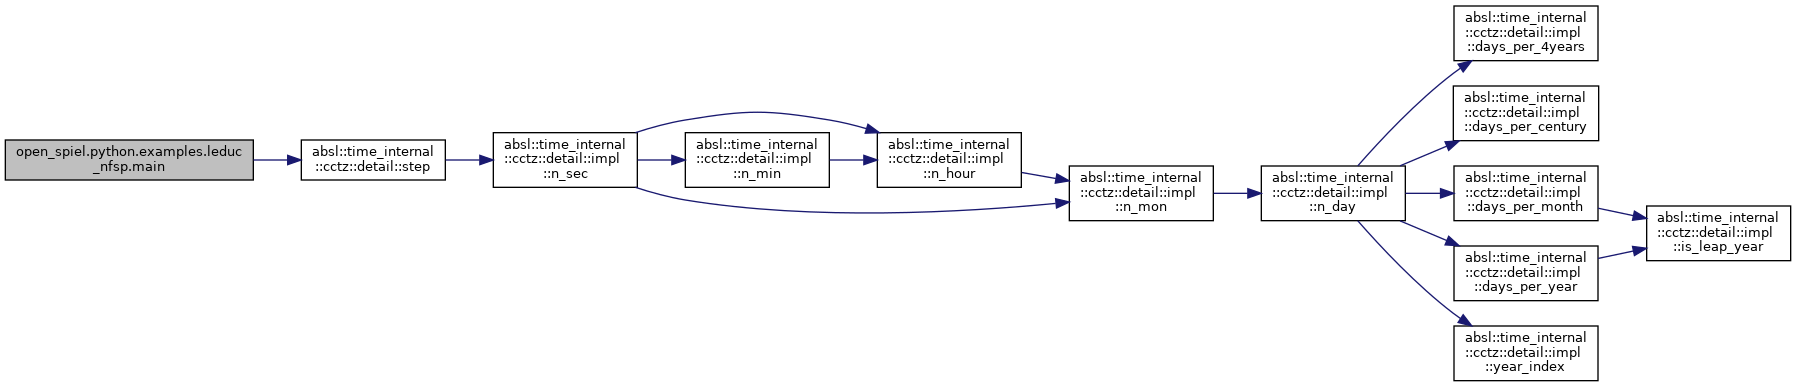 open_spiel.python.examples.leduc
_nfsp.main
absl::time_internal
::cctz::detail::step
absl::time_internal
::cctz::detail::impl
::n_sec
absl::time_internal
::cctz::detail::impl
::n_min
absl::time_internal
::cctz::detail::impl
::n_hour
absl::time_internal
::cctz::detail::impl
::n_mon
absl::time_internal
::cctz::detail::impl
::n_day
absl::time_internal
::cctz::detail::impl
::days_per_4years
absl::time_internal
::cctz::detail::impl
::days_per_century
absl::time_internal
::cctz::detail::impl
::days_per_month
absl::time_internal
::cctz::detail::impl
::days_per_year
absl::time_internal
::cctz::detail::impl
::year_index
absl::time_internal
::cctz::detail::impl
::is_leap_year